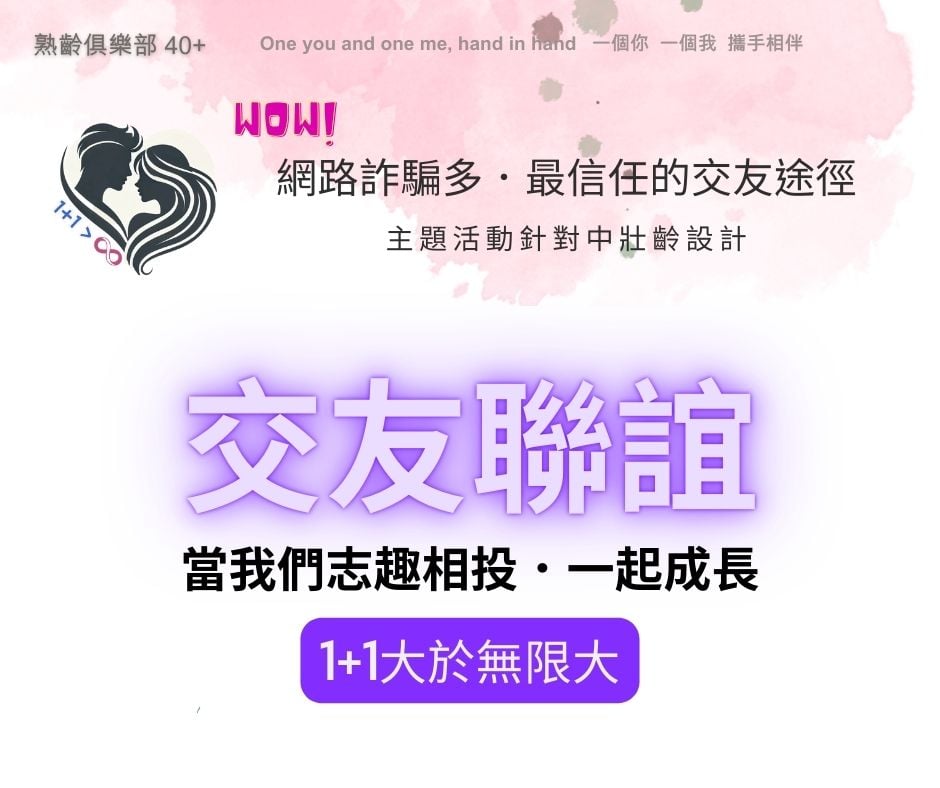 熟齡俱樂部 40+
One you and one me, hand in hand 一個你 一個我 攜手相伴
WOW!
網路詐騙多．最信任的交友途徑
1+1 > ∞
主題活動針對中壯齡設計
交友聯誼
當我們志趣相投．一起成長
1+1大於無限大